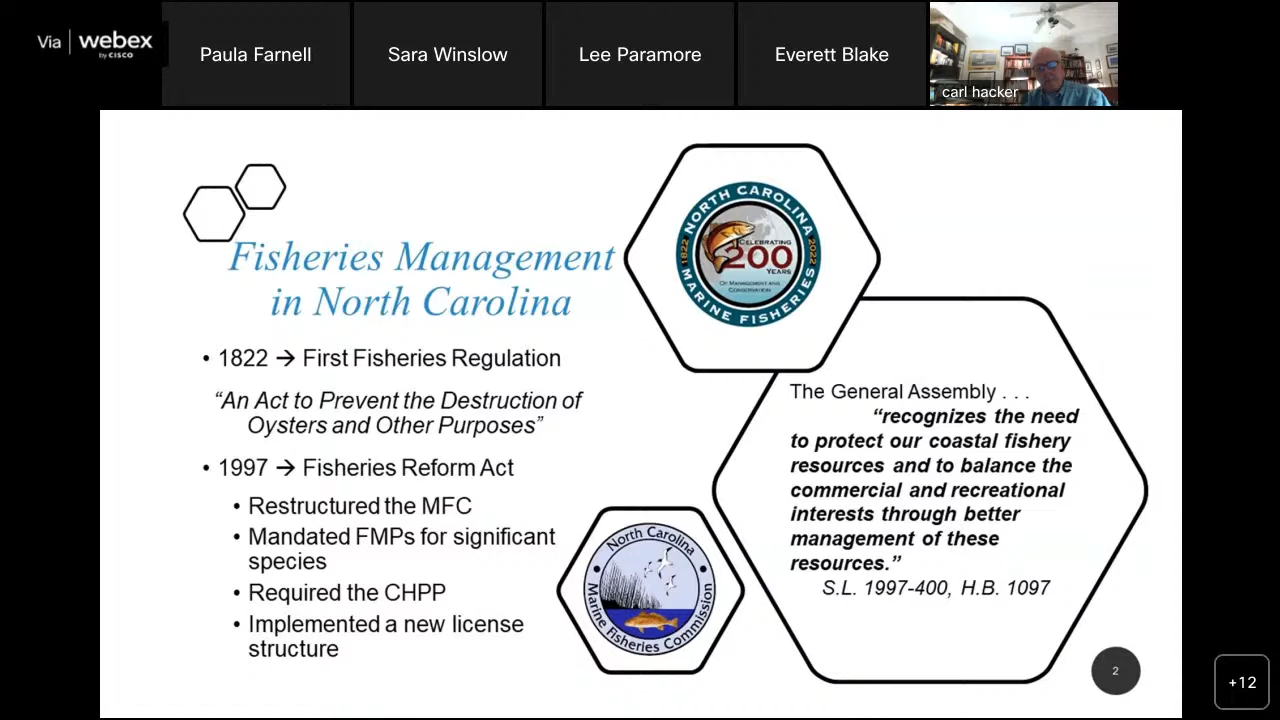 Via webex
by CISCO
Paula Farnell
Sara Winslow
Lee Paramore
Everett Blake
carl hacker
Fisheries Management
in North Carolina
• 1822 → First Fisheries Regulation
“An Act to Prevent the Destruction of
Oysters and Other Purposes”
• 1997 → Fisheries Reform Act
• Restructured the MFC
• Mandated FMPs for significant
species
• Required the CHPP
• Implemented a new license
structure
NORTH CAROLINA
1822
2022
CELEBRATING
200
YEARS
OF MANAGEMENT AND
CONSERVATION
MARINE FISHERIES
The General Assembly . . .
“recognizes the need
to protect our coastal fishery
resources and to balance the
commercial and recreational
interests through better
management of these
resources.”
S.L. 1997-400, H.B. 1097
North Carolina
Marine Fisheries Commission
2
+12